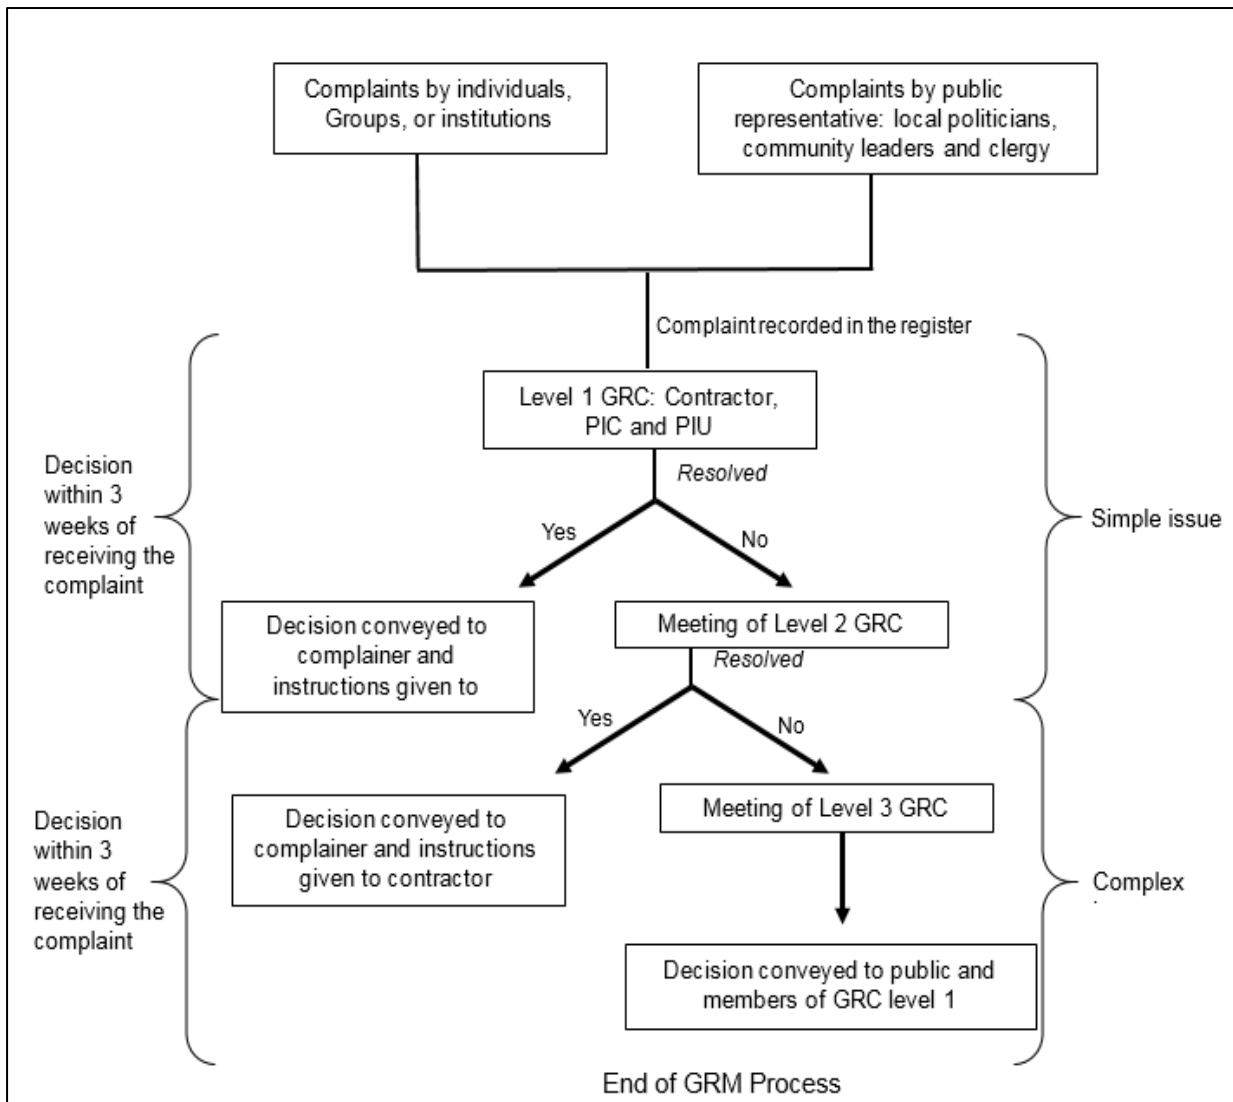 Complaints by individuals,
Groups, or institutions
Complaints by public
representative: local politicians,
community leaders and clergy
Complaint recorded in the register
Level 1 GRC: Contractor,
PIC and PIU
Resolved
Decision
within 3
weeks of
receiving the
complaint
Simple issue
Yes
No
Decision conveyed to
complainer and
instructions given to
Meeting of Level 2 GRC
Resolved
Yes
No
Decision
within 3
weeks of
receiving the
complaint
Decision conveyed to
complainer and instructions
given to contractor
Meeting of Level 3 GRC
Complex
Decision conveyed to public and
members of GRC level 1
End of GRM Process